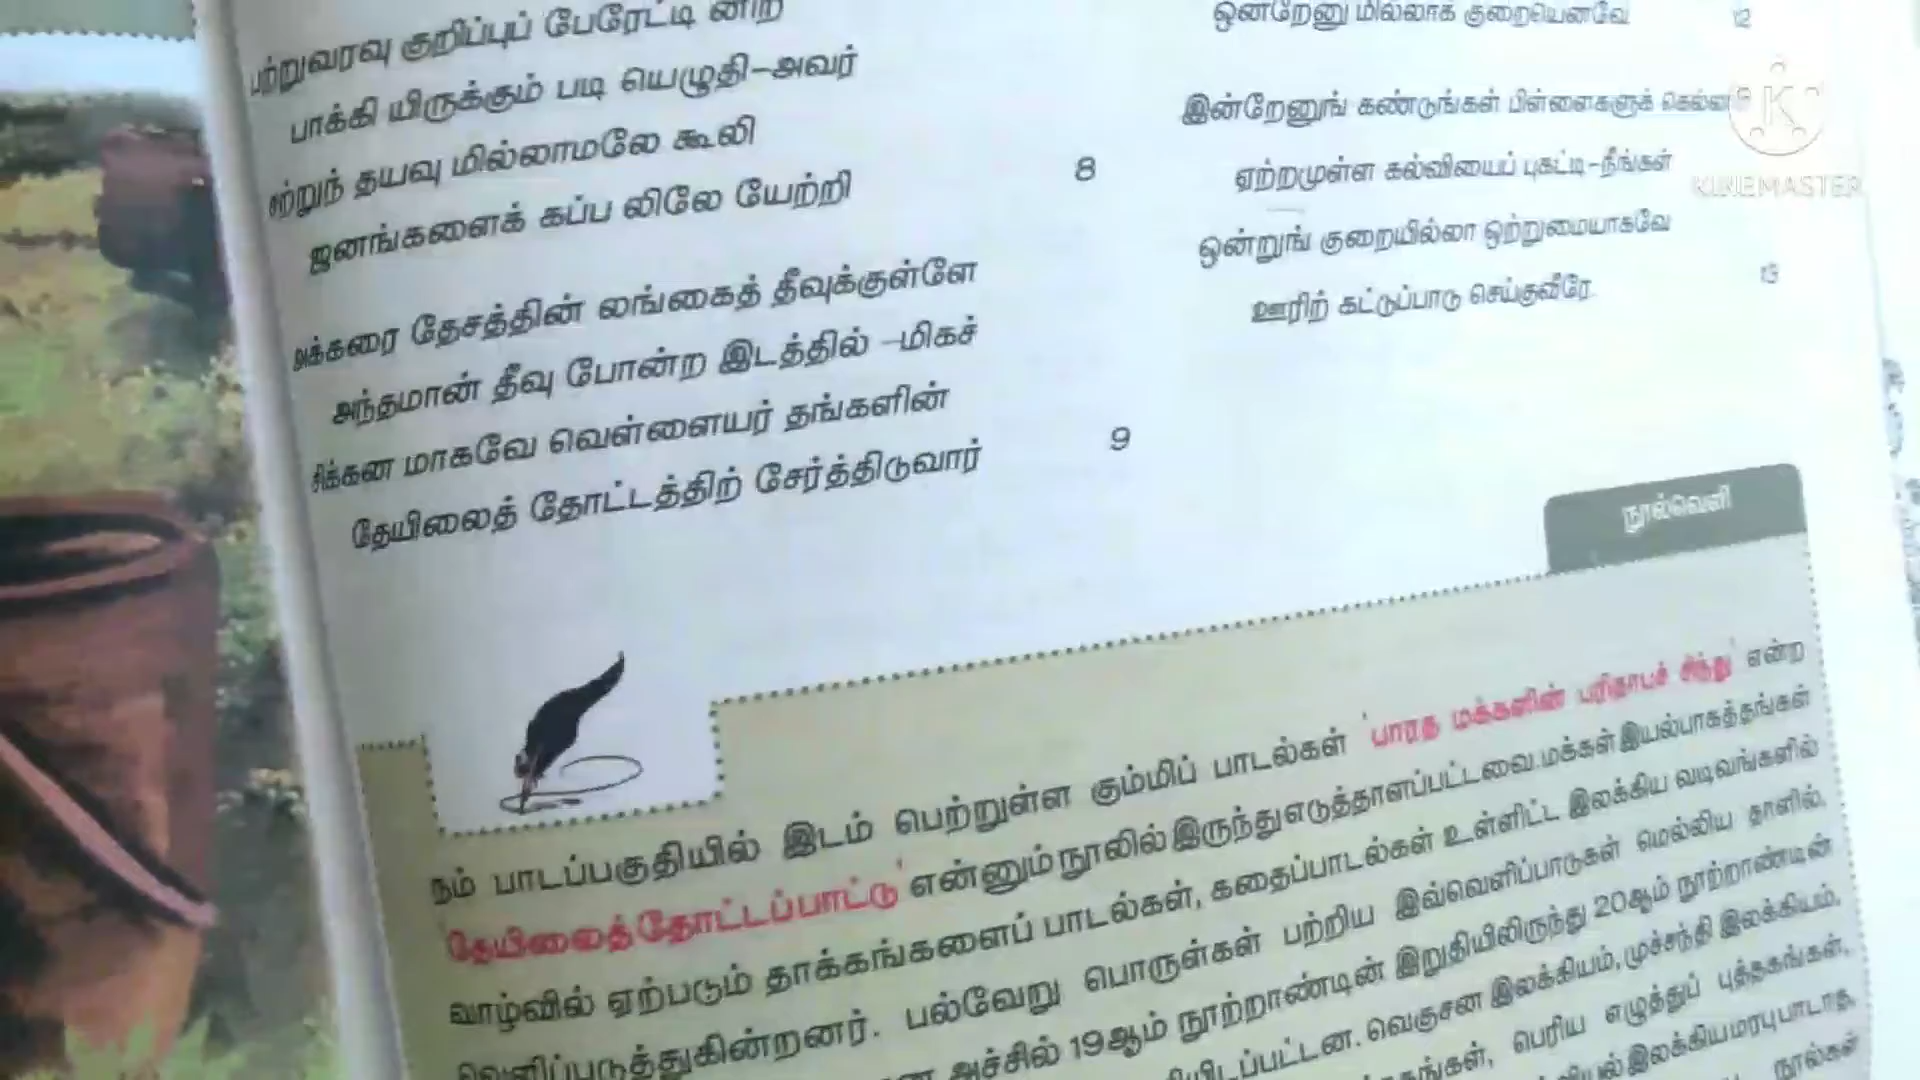 பற்றுவரவு குறிப்புப் பேரேட்டி னிற்
பாக்கி யிருக்கும் படி யெழுதி–அவர்
சற்றுந் தயவு மில்லாமலே கூலி
ஜனங்களைக் கப்ப லிலே யேற்றி
8
அக்கரை தேசத்தின் லங்கைத் தீவுக்குள்ளே
அந்தமான் தீவு போன்ற இடத்தில் –மிகச்
சிக்கன மாகவே வெள்ளையர் தங்களின்
தேயிலைத் தோட்டத்திற் சேர்த்திடுவார்
9
ஒன்றேனு மில்லாக் குறையெனவே
12
இன்றேனுங் கண்டுங்கள் பிள்ளைகளுக்
ஏற்றமுள்ள கல்வியைப் புகட்டி–நீங்கள்
ஒன்றுங் குறையில்லா ஒற்றுமையாகவே
ஊரிற் கட்டுப்பாடு செய்குவீரே
13
KINEMASTER
நூல்வெளி
நம் பாடப்பகுதியில் இடம் பெற்றுள்ள கும்மிப் பாடல்கள் 'பாரத மக்களின் பரிதாபச் சிந்து' என்ற
'தேயிலைத் தோட்டப்பாட்டு' என்னும் நூலில் இருந்து எடுத்தாளப்பட்டவை. மக்கள் இயல்பாகத்தங்கள்
வாழ்வில் ஏற்படும் தாக்கங்களைப் பாடல்கள், கதைப்பாடல்கள் உள்ளிட்ட இலக்கிய வடிவங்களில்
வெளிப்படுத்துகின்றனர். பல்வேறு பொருள்கள் பற்றிய இவ்வெளிப்பாடுகள் மெல்லிய தாளில்,
அச்சில் 19ஆம் நூற்றாண்டின் இறுதியிலிருந்து 20ஆம் நூற்றாண்டின்
வெகுசன இலக்கியம், முச்சந்தி இலக்கியம்,
பெரிய எழுத்துப் புத்தகங்கள்,
நூல்கள்